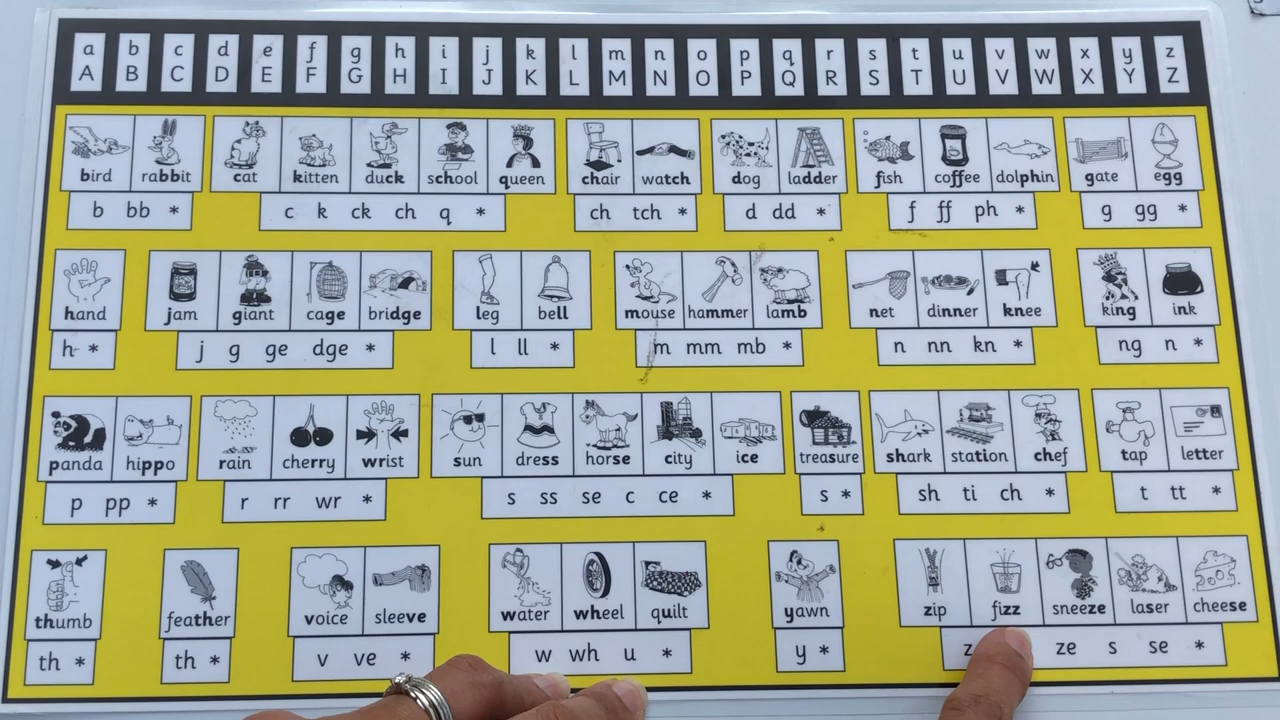 a b c d e f g h i j k l m n o p q r s t u v w x y z
A B C D E F G H I J K L M N O P Q R S T U V W X Y Z
bird rabbit cat kitten duck school queen chair watch dog ladder fish coffee dolphin gate egg
b bb * c k ck ch q * ch tch * d dd * f ff ph * g gg *
hand jam giant cage bridge leg bell mouse hammer lamb net dinner knee king ink
h * j g ge dge * l ll * m mm mb * n nn kn * ng n *
panda hippo rain cherry wrist sun dress horse city ice treasure shark station chef tap letter
p pp * r rr wr * s ss se c ce * s * sh ti ch * t tt *
thumb feather voice sleeve water wheel quilt yawn zip fizz sneeze laser cheese
th * th * v ve * w wh u * y * z ze s se *